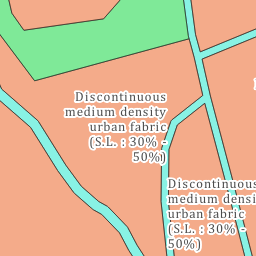 Discontinuous
medium density
urban fabric
(S.L. : 30% -
50%)
Discontinuous
medium densi
urban fabric
(S.L. : 30% -
50%)